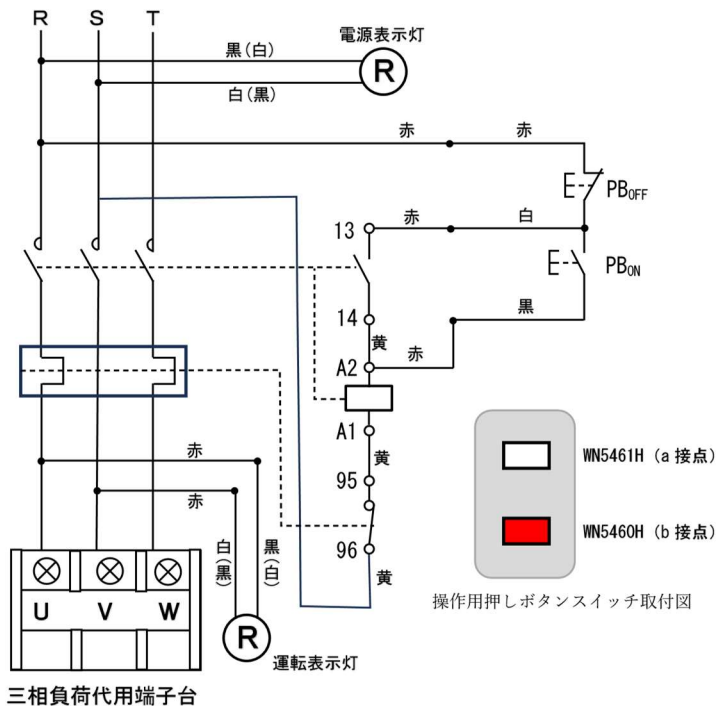 R S T
電源表示灯
黒(白)
R
白(黒)
赤 赤
PBOFF
13 赤 白
PBON
14 黒
黄
A2 赤
A1
黄
95
96
黄
赤
赤
白(黒)
黒(白)
U V W
R
運転表示灯
三相負荷代用端子台
WN5461H (a 接点)
WN5460H (b 接点)
操作用押しボタンスイッチ取付図